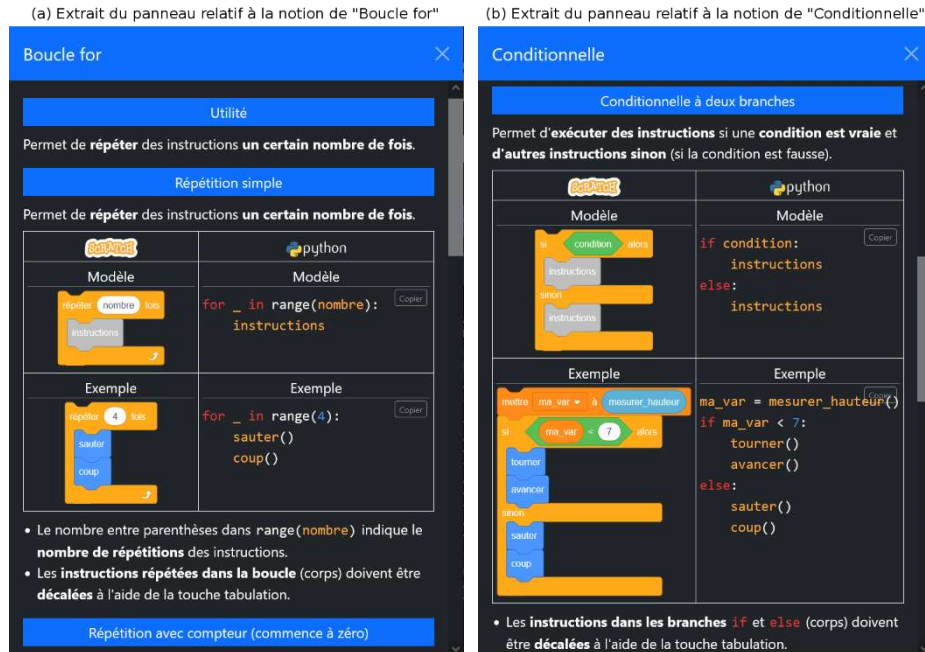 (a) Extrait du panneau relatif à la notion de "Boucle for"
Boucle for
Utilité
Permet de répéter des instructions un certain nombre de fois.
Répétition simple
Permet de répéter des instructions un certain nombre de fois.
SCRATCH
python
Modèle
Modèle
répéter nombre fois
instructions
for _ in range(nombre):
Copier
instructions
Exemple
Exemple
répéter 4 fois
sauter
coup
for _ in range(4):
Copier
sauter()
coup()
• Le nombre entre parenthèses dans range(nombre) indique le
nombre de répétitions des instructions.
• Les instructions répétées dans la boucle (corps) doivent être
décalées à l'aide de la touche tabulation.
Répétition avec compteur (commence à zéro)
(b) Extrait du panneau relatif à la notion de "Conditionnelle"
Conditionnelle
Conditionnelle à deux branches
Permet d'exécuter des instructions si une condition est vraie et
d'autres instructions sinon (si la condition est fausse).
SCRATCH
python
Modèle
Modèle
si condition alors
instructions
sinon
instructions
if condition:
Copier
instructions
else:
instructions
Exemple
Exemple
mettre ma_var à mesurer_hauteur
si ma_var < 7 alors
tourner
avancer
sinon
sauter
coup
Copier
ma_var = mesurer_hauteur()
if ma_var < 7:
tourner()
avancer()
else:
sauter()
coup()
• Les instructions dans les branches if et else (corps) doivent
être décalées à l'aide de la touche tabulation.